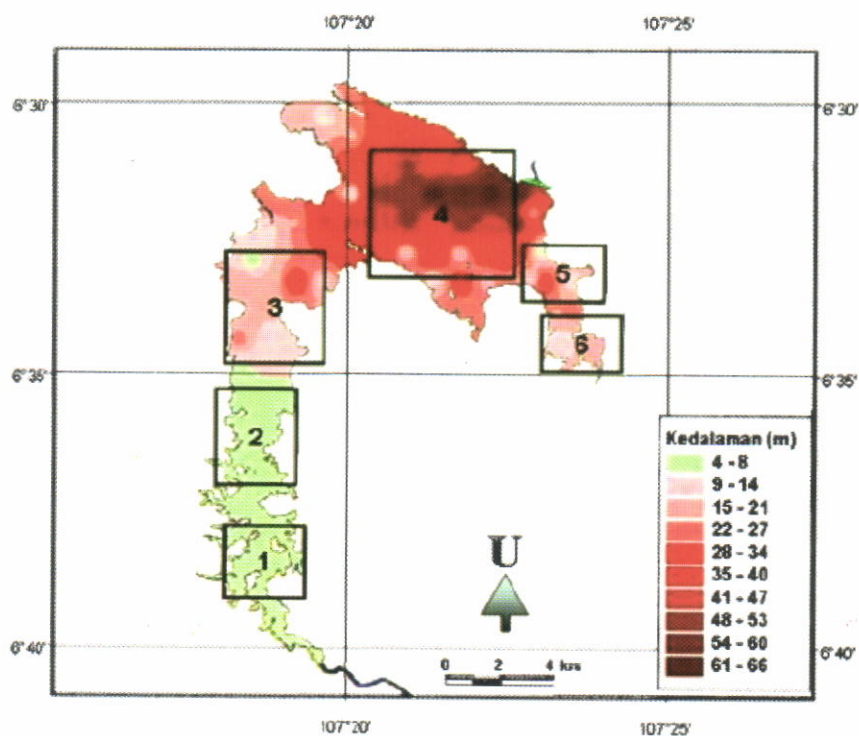 107°20' 107°25'
6°30' 6°30'
4
5
3
6
6°35' 6°35'
2
1
Kedalaman (m)
4 - 8
9 - 14
15 - 21
22 - 27
28 - 34
35 - 40
41 - 47
48 - 53
54 - 60
61 - 66
U
0 2 4 km
6°40' 6°40'
107°20' 107°25'